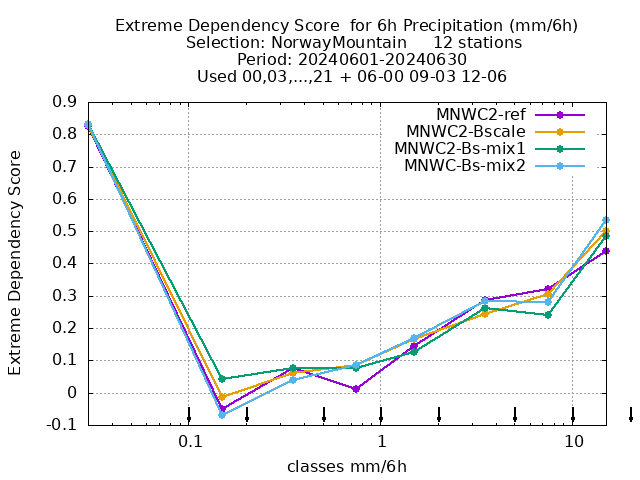 Extreme Dependency Score  for 6h Precipitation (mm/6h)
Selection: NorwayMountain     12 stations
Period: 20240601-20240630
Used 00,03,...,21 + 06-00 09-03 12-06
MNWC2-ref
MNWC2-Bscale
MNWC2-Bs-mix1
MNWC-Bs-mix2
Extreme Dependency Score
0.9
0.8
0.7
0.6
0.5
0.4
0.3
0.2
0.1
0
-0.1
0.1 1 10
classes mm/6h